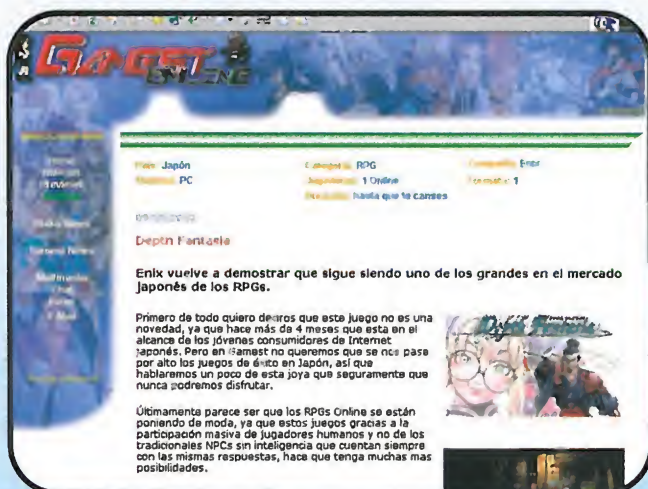 GAMEST
ONLINE
País: Japón
Categoría: RPG
Enix
PC
1 Online
Formato: 1
hasta que te canses
Depth Fantasia
Enix vuelve a demostrar que sigue siendo uno de los grandes en el mercado
japonés de los RPGs.
Primero de todo quiero deciros que este juego no es una
novedad, ya que hace más de 4 meses que esta en el
alcance de los jóvenes consumidores de Internet
japonés. Pero en Gamest no queremos que se nos pase
por alto los juegos de éxito en Japón, así que
hablaremos un poco de esta joya que seguramente que
nunca podremos disfrutar.
Últimamente parece ser que los RPGs Online se están
poniendo de moda, ya que estos juegos gracias a la
participación masiva de jugadores humanos y no de los
tradicionales NPCs sin inteligencia que cuentan siempre
con las mismas respuestas, hace que tenga muchas mas
posibilidades.
Depth Fantasia